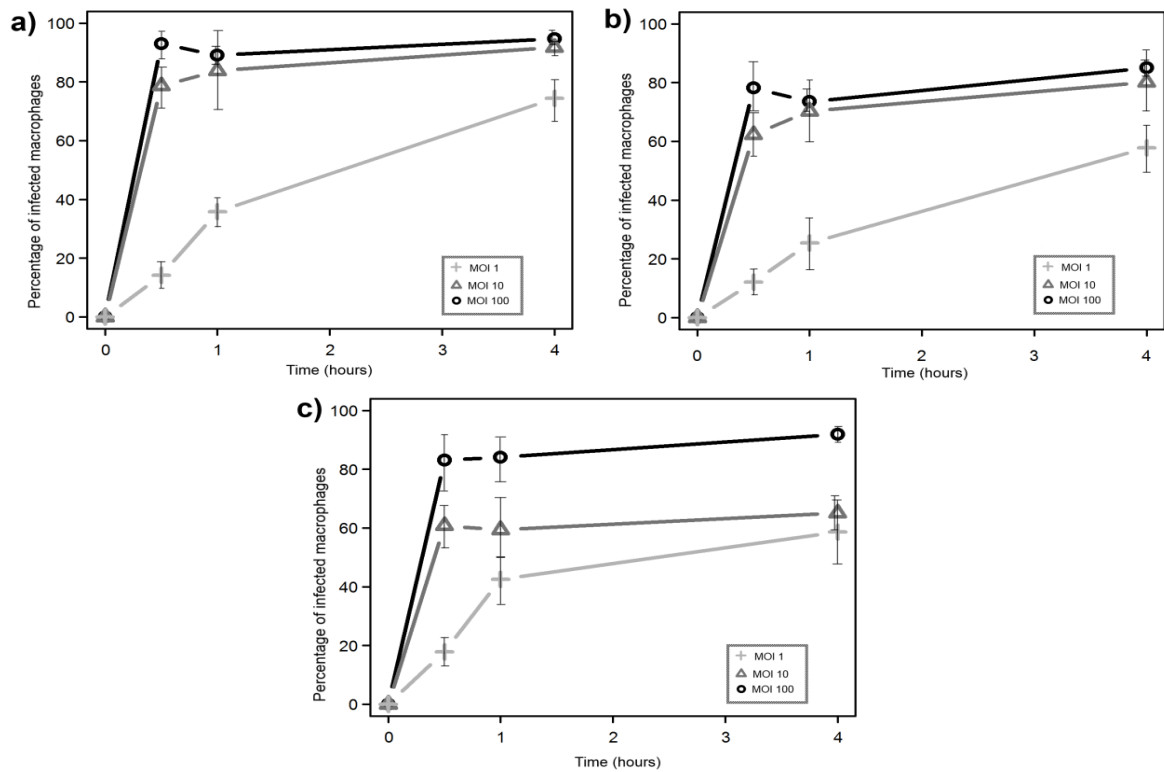 a)
Percentage of infected macrophages
100
80
60
40
20
0
MOI 1
MOI 10
MOI 100
0 1 2 3 4
Time (hours)
b)
Percentage of infected macrophages
100
80
60
40
20
0
MOI 1
MOI 10
MOI 100
0 1 2 3 4
Time (hours)
c)
Percentage of infected macrophages
100
80
60
40
20
0
MOI 1
MOI 10
MOI 100
0 1 2 3 4
Time (hours)